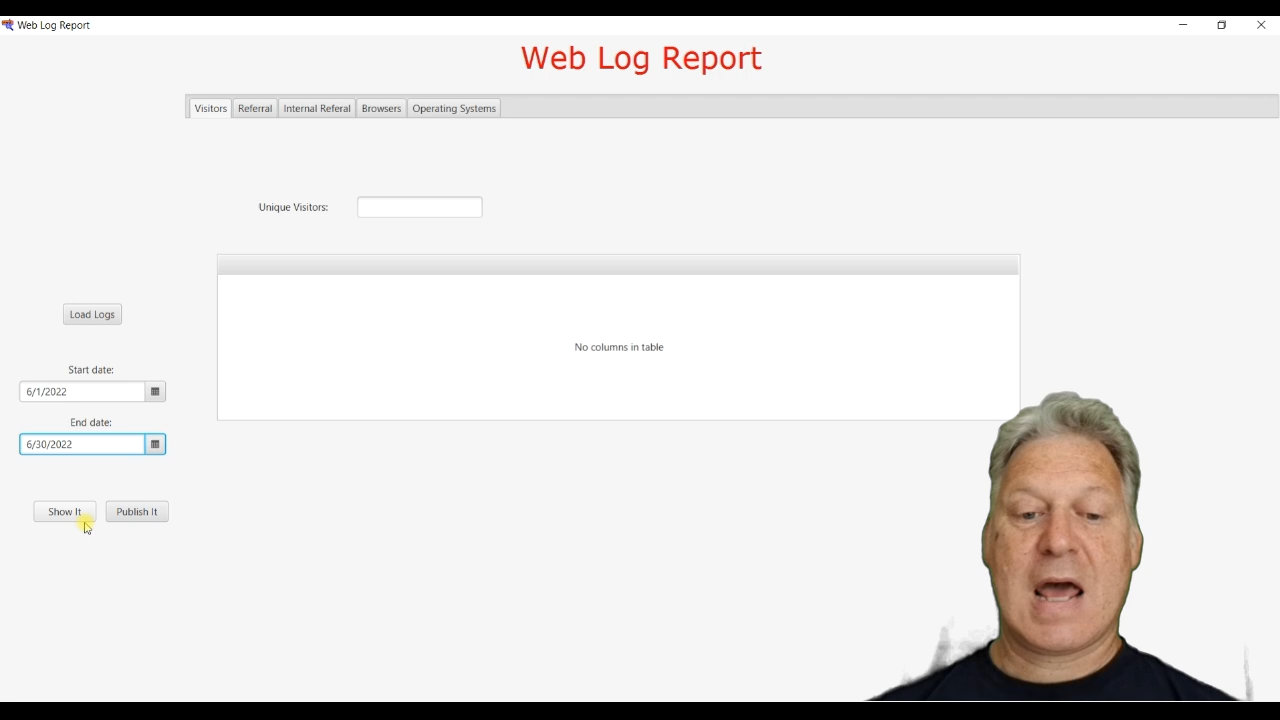 Web Log Report
Web Log Report
Visitors Referral Internal Referal Browsers Operating Systems
Unique Visitors:
No columns in table
Load Logs
Start date:
6/1/2022
End date:
6/30/2022
Show It Publish It